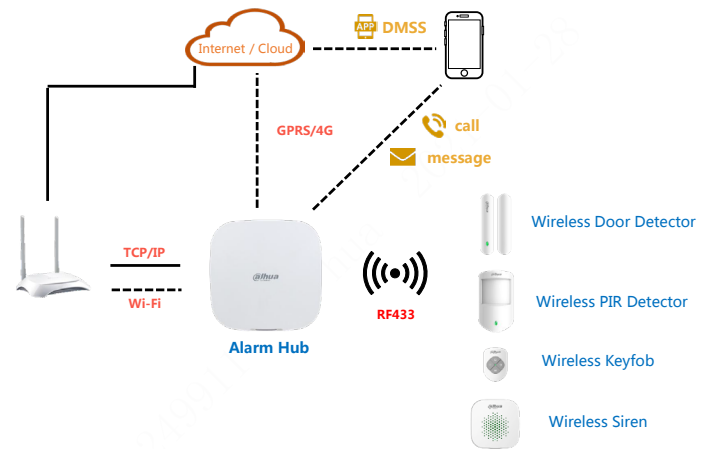 APP DMSS
Internet / Cloud
GPRS/4G
call
message
Wireless Door Detector
TCP/IP
alhua
Wi-Fi
RF433
Wireless PIR Detector
Alarm Hub
Wireless Keyfob
Wireless Siren